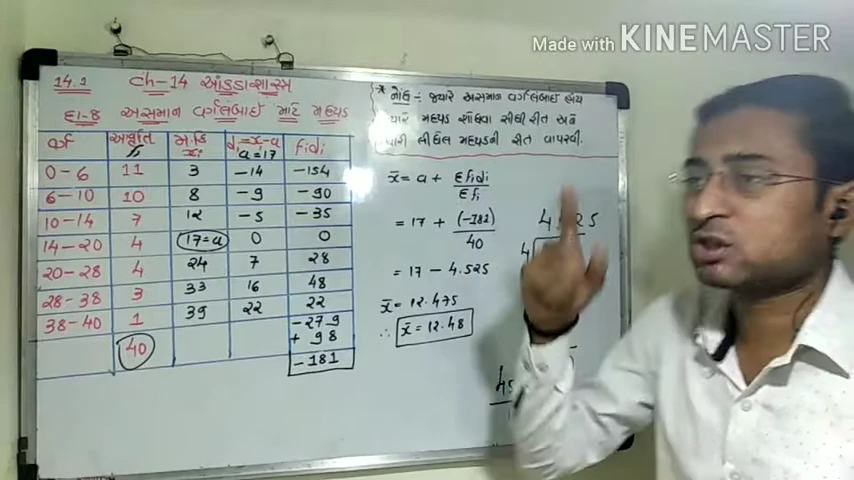 Made with KINEMASTER
14.1 Ch-14 આંકડાશાસ્ત્ર
દા-8 અસમાન વર્ગલંબાઈ માટે મધ્યક
* નોંધ :- જ્યારે અસમાન વર્ગલંબાઈ હોય
ત્યારે મધ્યક શોધવા સીધી રીત અને
ધારી લીધેલ મધ્યકની રીત વાપરવી.
વર્ગ આવૃત્તિ fi મ.કિ xi di=xi-a a=17 fidi
0-6 11 3 -14 -154
6-10 10 8 -9 -90
10-14 7 12 -5 -35
14-20 4 17=a 0 0
20-28 4 24 7 28
28-38 3 33 16 48
38-40 1 39 22 22
-279
+ 98
40 -181
x̄ = a + Σfidi / Σfi
= 17 + (-181) / 40
= 17 - 4.525
x̄ = 12.475
∴ x̄ = 12.48